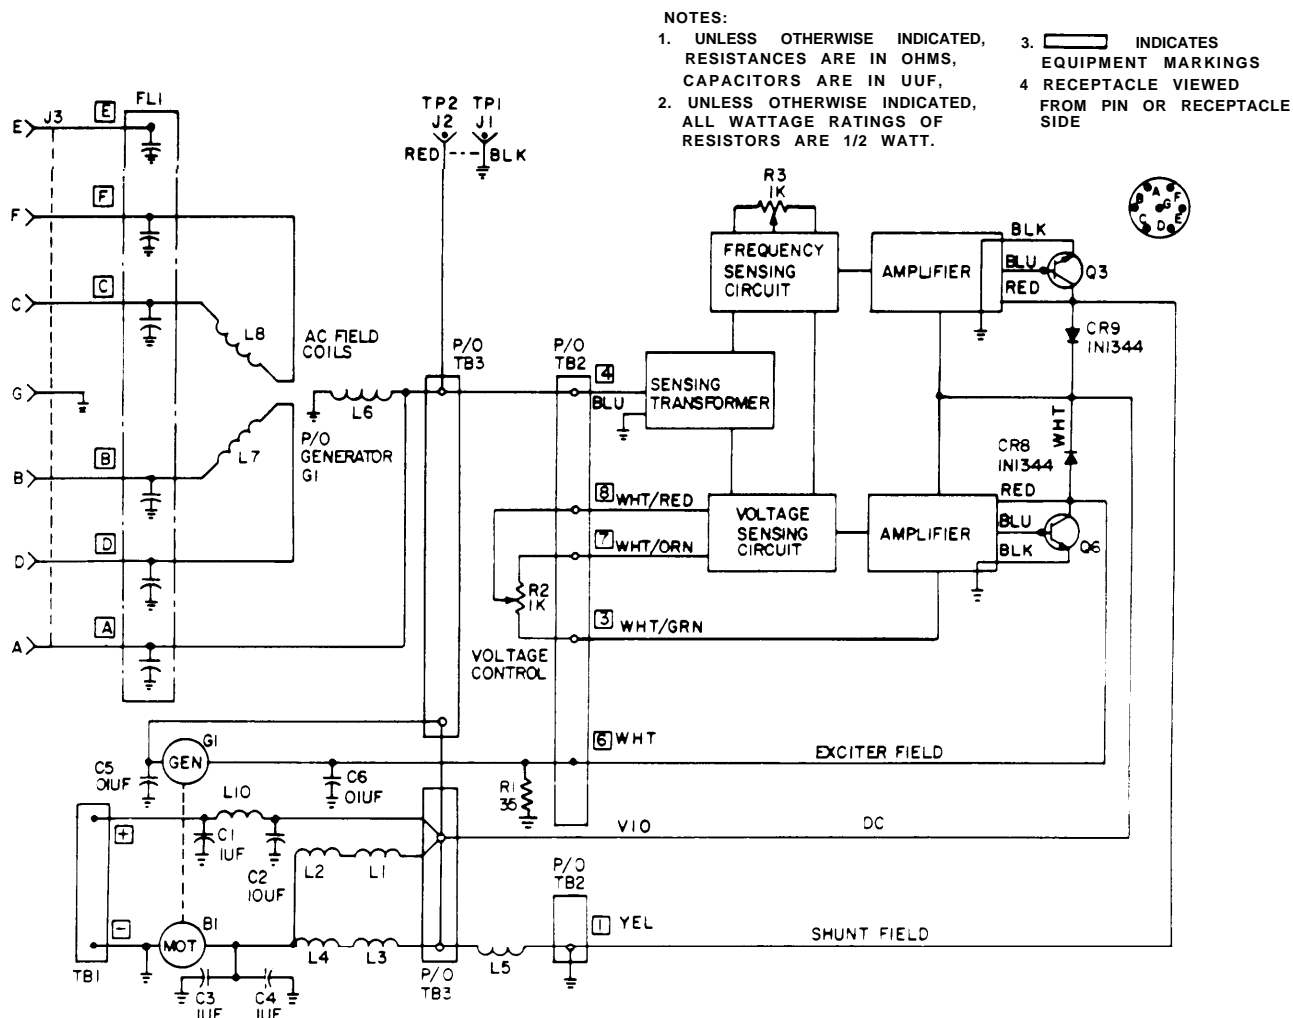 NOTES:
1. UNLESS OTHERWISE INDICATED,
RESISTANCES ARE IN OHMS,
CAPACITORS ARE IN UUF,
2. UNLESS OTHERWISE INDICATED,
ALL WATTAGE RATINGS OF
RESISTORS ARE 1/2 WATT.
3. INDICATES
EQUIPMENT MARKINGS
4 RECEPTACLE VIEWED
FROM PIN OR RECEPTACLE
SIDE
J3
E
FL1
TP2 TP1
J2 J1
RED BLK
E
F
F
C
C
L8
AC FIELD
COILS
G
L6
P/O
GENERATOR
G1
B
B
L7
D
D
A
A
P/O
TB3
P/O
TB2
4
BLU
SENSING
TRANSFORMER
R3
1K
FREQUENCY
SENSING
CIRCUIT
AMPLIFIER
BLK
BLU
RED
Q3
A
B
F
G
C
D
E
CR9
IN1344
WHT
CR8
IN1344
RED
BLU
BLK
Q6
8
WHT/RED
7
WHT/ORN
VOLTAGE
SENSING
CIRCUIT
AMPLIFIER
R2
1K
3
WHT/GRN
VOLTAGE
CONTROL
6
WHT
EXCITER FIELD
G1
GEN
C5
01UF
C6
01UF
R1
35
L10
+
C1
1UF
C2
10UF
L2
L1
V10
DC
P/O
TB2
1
YEL
SHUNT FIELD
-
B1
MOT
L4
L3
L5
TB1
C3
1UF
C4
1UF
P/O
TB3